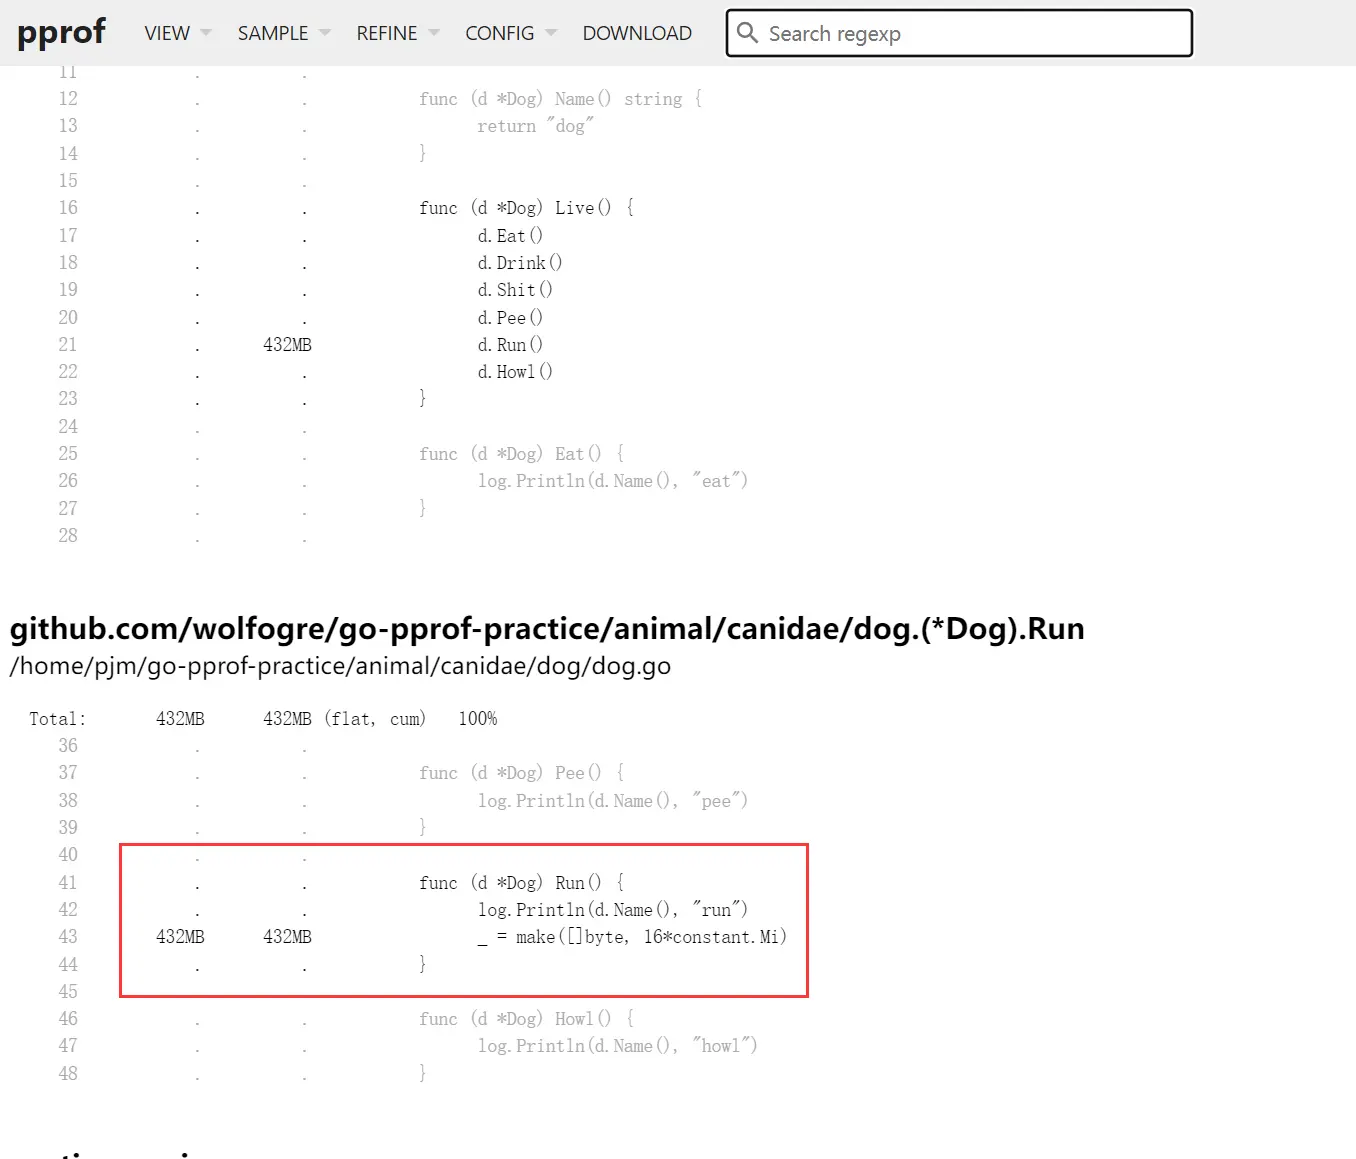 pprof VIEW SAMPLE REFINE CONFIG DOWNLOAD Search regexp
11 . .
12 . . func (d *Dog) Name() string {
13 . . return "dog"
14 . . }
15 . .
16 . . func (d *Dog) Live() {
17 . . d.Eat()
18 . . d.Drink()
19 . . d.Shit()
20 . . d.Pee()
21 . 432MB d.Run()
22 . . d.Howl()
23 . . }
24 . .
25 . . func (d *Dog) Eat() {
26 . . log.Println(d.Name(), "eat")
27 . . }
28 . .
github.com/wolfogre/go-pprof-practice/animal/canidae/dog.(*Dog).Run
/home/pjm/go-pprof-practice/animal/canidae/dog/dog.go
Total: 432MB 432MB (flat, cum) 100%
36 . .
37 . . func (d *Dog) Pee() {
38 . . log.Println(d.Name(), "pee")
39 . . }
40 . .
41 . . func (d *Dog) Run() {
42 . . log.Println(d.Name(), "run")
43 432MB 432MB _ = make([]byte, 16*constant.Mi)
44 . . }
45 . .
46 . . func (d *Dog) Howl() {
47 . . log.Println(d.Name(), "howl")
48 . . }